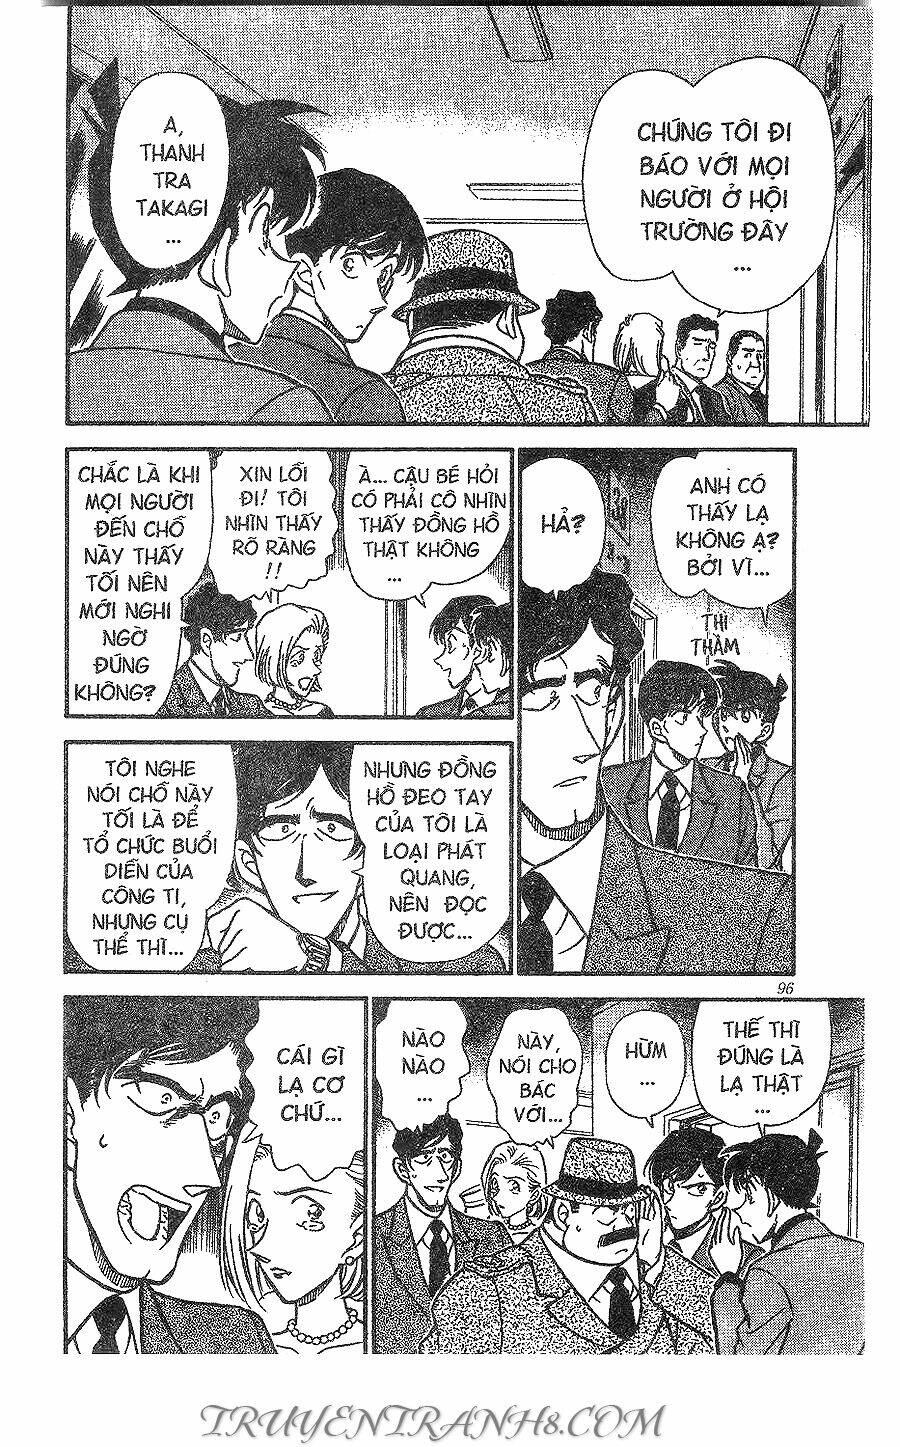 CHÚNG TÔI ĐI
BÁO VỚI MỌI
NGƯỜI Ở HỘI
TRƯỜNG ĐÂY
...
A,
THANH
TRA
TAKAGI
...
ANH CÓ
THẤY LẠ
KHÔNG Ạ?
BỞI VÌ...
THÌ
THẦM
HẢ?
À... CẬU BÉ HỎI
CÓ PHẢI CÔ NHÌN
THẤY ĐỒNG HỒ
THẬT KHÔNG
...
XIN LỖI
ĐI! TÔI
NHÌN THẤY
RÕ RÀNG
!!
CHẮC LÀ KHI
MỌI NGƯỜI
ĐẾN CHỖ
NÀY THẤY
TỐI NÊN
MỚI NGHI
NGỜ
ĐÚNG
KHÔNG?
NHƯNG ĐỒNG
HỒ ĐEO TAY
CỦA TÔI LÀ
LOẠI PHÁT
QUANG,
NÊN ĐỌC
ĐƯỢC...
TÔI NGHE
NÓI CHỖ NÀY
TỐI LÀ ĐỂ
TỔ CHỨC BUỔI
DIỄN CỦA
CÔNG TI,
NHƯNG CỤ
THỂ THÌ...
96
THẾ THÌ
ĐÚNG LÀ
LẠ THẬT
...
HỪM
...
NÀY,
NÓI CHO
BÁC
VỚI...
NÀO
NÀO
...
CÁI GÌ
LẠ CƠ
CHỨ...
TRUYENTRANH8.COM